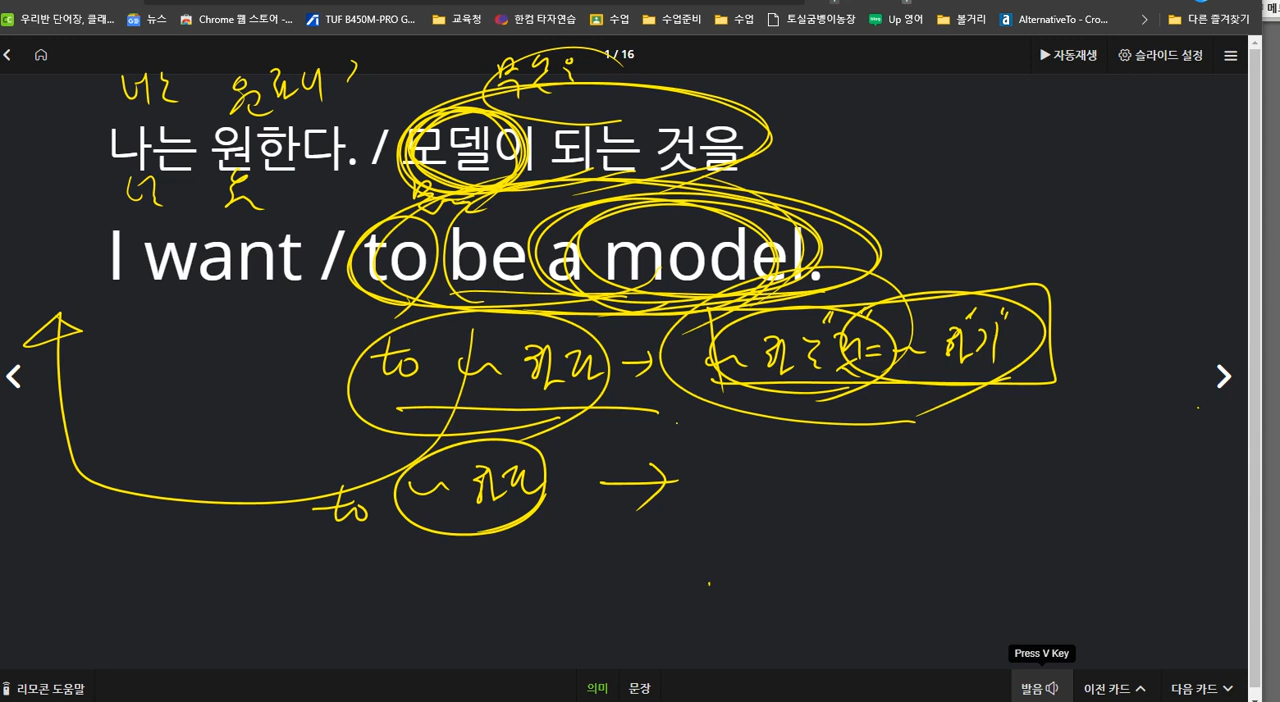 우리반 단어장, 클래... 뉴스 Chrome 웹 스토어 -... TUF B450M-PRO G... 교육청 한컴 타자연습 수업 수업준비 수업 토실굼벵이농장 Up 영어 볼거리 AlternativeTo - Cro... 다른 즐겨찾기
1 / 16 자동재생 슬라이드 설정
나는 원한다. / 모델이 되는 것을
I want / to be a model.
to ~ 하다 → ~ 하는 "것" = ~ "하기"
to ~ 하다 →
Press V Key
리모콘 도움말 의미 문장 발음 이전 카드 다음 카드